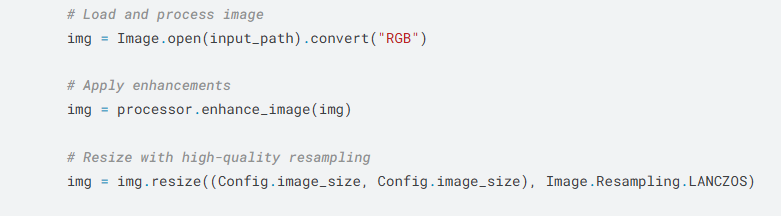 # Load and process image
img = Image.open(input_path).convert("RGB")
# Apply enhancements
img = processor.enhance_image(img)
# Resize with high-quality resampling
img = img.resize((Config.image_size, Config.image_size), Image.Resampling.LANCZOS)